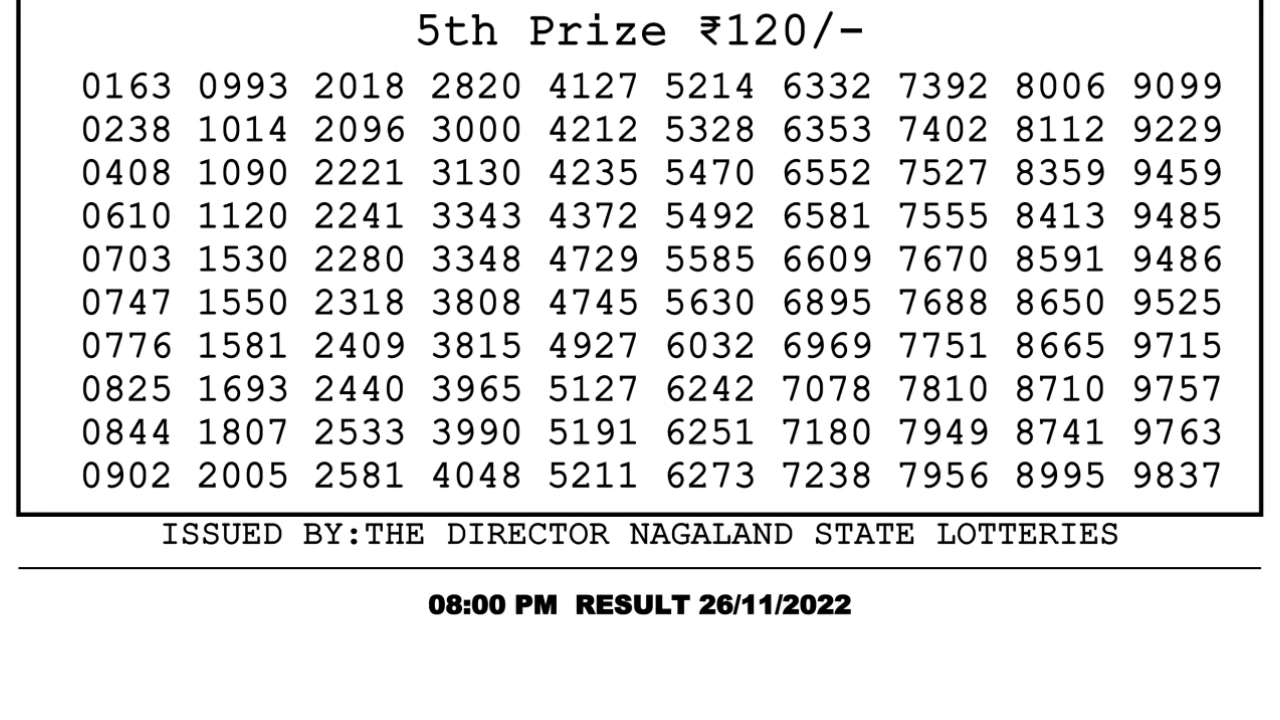 5th Prize ₹120/-
0163 0993 2018 2820 4127 5214 6332 7392 8006 9099
0238 1014 2096 3000 4212 5328 6353 7402 8112 9229
0408 1090 2221 3130 4235 5470 6552 7527 8359 9459
0610 1120 2241 3343 4372 5492 6581 7555 8413 9485
0703 1530 2280 3348 4729 5585 6609 7670 8591 9486
0747 1550 2318 3808 4745 5630 6895 7688 8650 9525
0776 1581 2409 3815 4927 6032 6969 7751 8665 9715
0825 1693 2440 3965 5127 6242 7078 7810 8710 9757
0844 1807 2533 3990 5191 6251 7180 7949 8741 9763
0902 2005 2581 4048 5211 6273 7238 7956 8995 9837
ISSUED BY:THE DIRECTOR NAGALAND STATE LOTTERIES
08:00 PM RESULT 26/11/2022